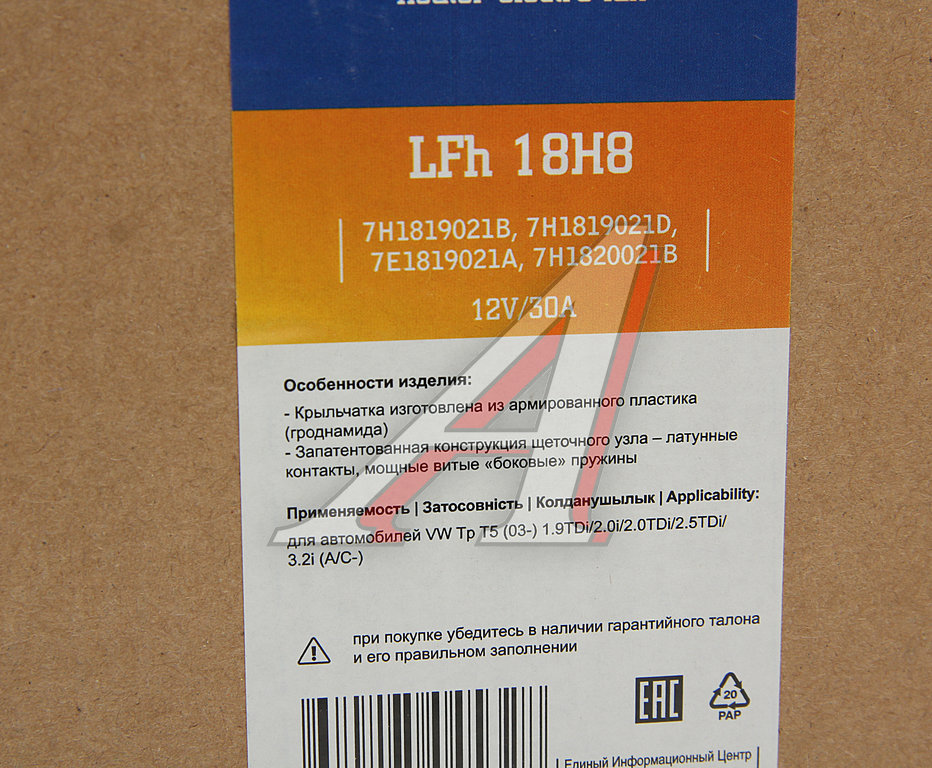 Heater electro fan
LFh 18H8
7H1819021B, 7H1819021D,
7E1819021A, 7H1820021B
12V/30A
Особенности изделия:
- Крыльчатка изготовлена из армированного пластика
(гроднамида)
- Запатентованная конструкция щеточного узла – латунные
контакты, мощные витые «боковые» пружины
Применяемость | Затосовність | Колданушылык | Applicability:
для автомобилей VW Tp T5 (03-) 1.9TDi/2.0i/2.0TDi/2.5TDi/
3.2i (A/C-)
при покупке убедитесь в наличии гарантийного талона
и его правильном заполнении
EAC
20
PAP
| Единый Информационный Центр |